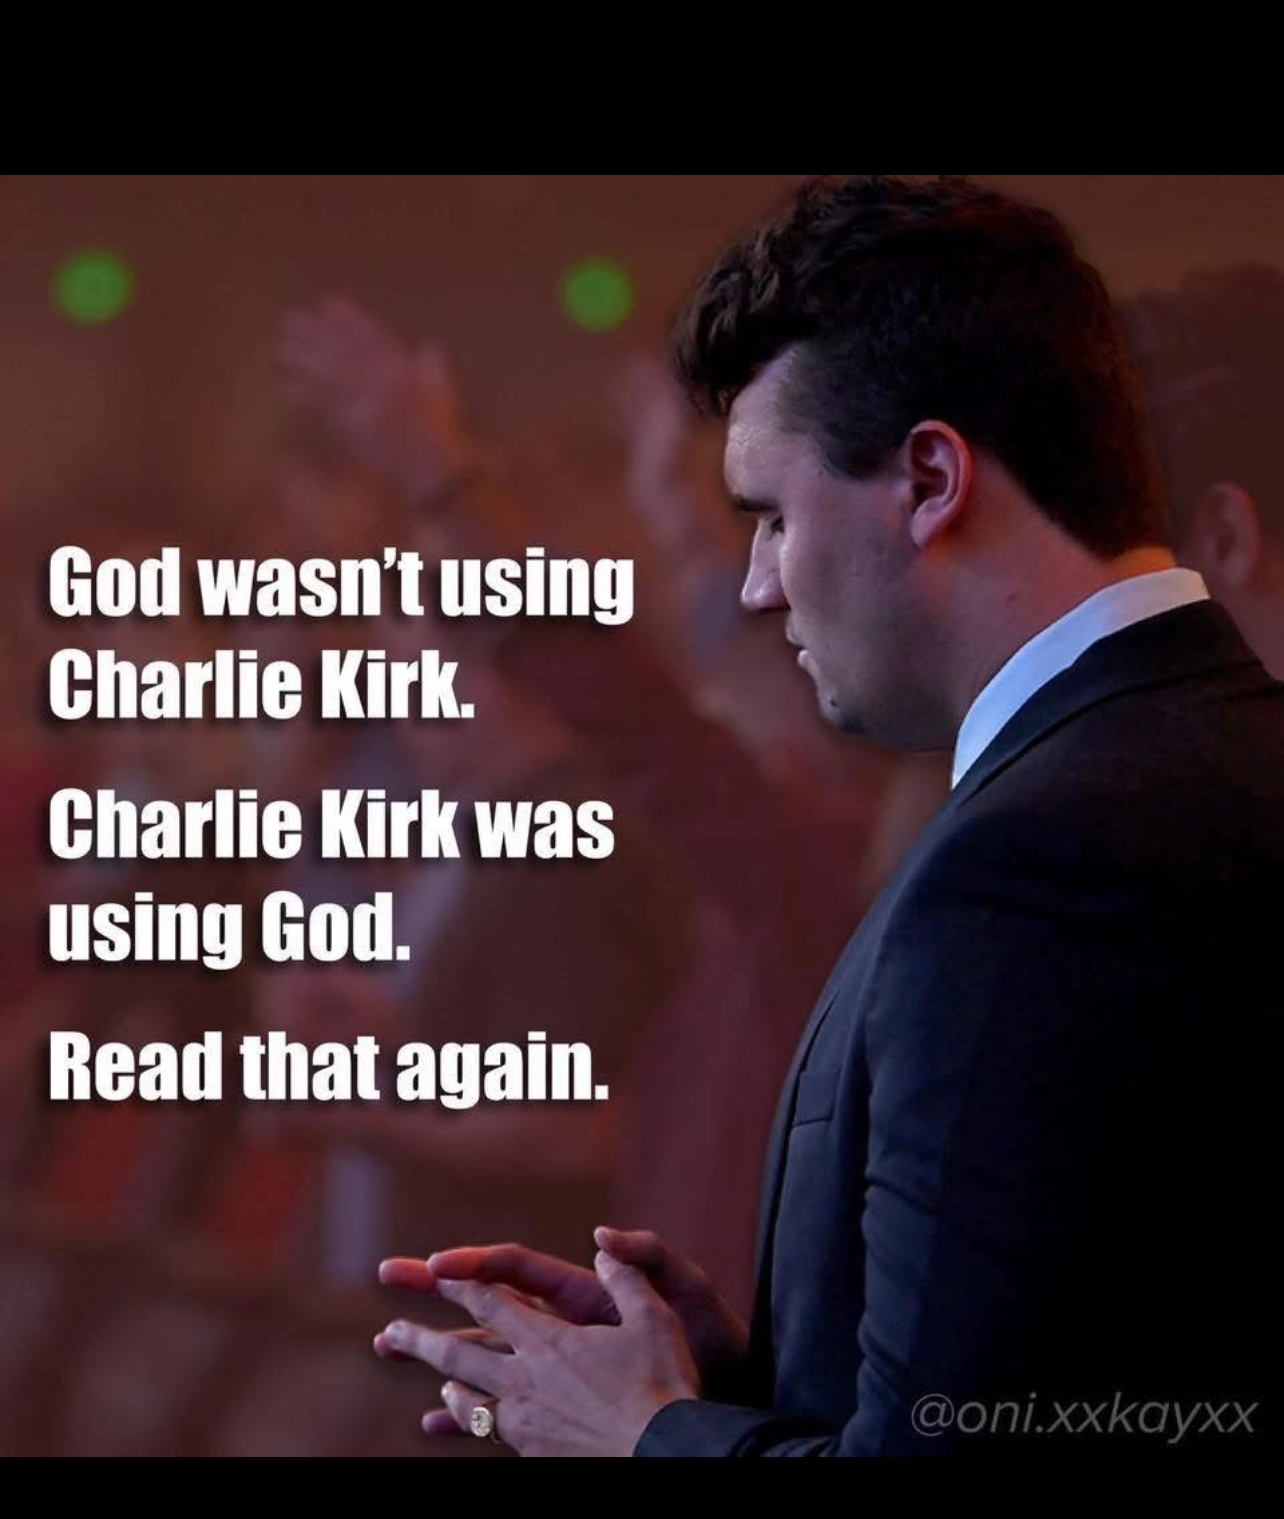 God wasn’t using
Charlie Kirk.
Charlie Kirk was
using God.
Read that again.
@oni.xxkayxx